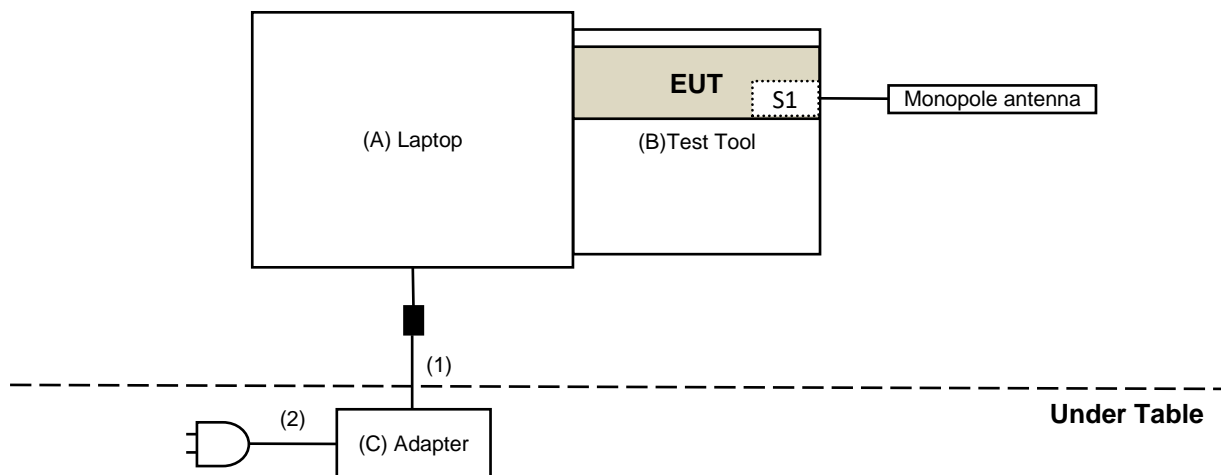 EUT
S1
Monopole antenna
(A) Laptop
(B)Test Tool
(1)
Under Table
(2)
(C) Adapter